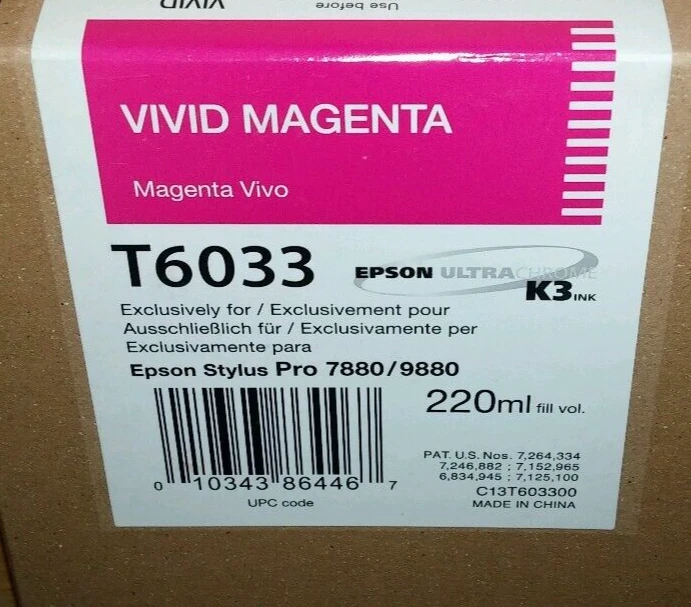 VIVID
Use before
VIVID MAGENTA
Magenta Vivo
T6033
EPSON ULTRACHROME
K3 INK
Exclusively for / Exclusivement pour
Ausschließlich für / Exclusivamente per
Exclusivamente para
Epson Stylus Pro 7880/9880
220ml fill vol.
0 10343 86446 7
UPC code
PAT. U.S. Nos. 7,264,334
7,246,882 ; 7,152,965
6,834,945 ; 7,125,100
C13T603300
MADE IN CHINA